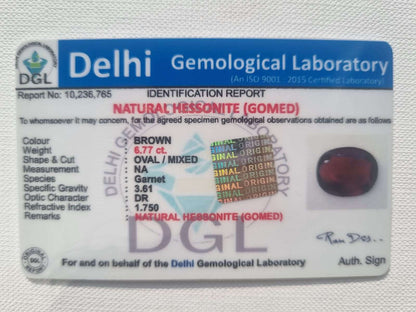 DGL
Delhi Gemological Laboratory
(An ISO 9001 : 2015 Certified Laboratory)
Report No: 10,236,765
IDENTIFICATION REPORT
NATURAL HESSONITE (GOMED)
To whomsoever it may concern, for the agreed specimen gemological observations obtained are as follows
Colour BROWN
Weight 6.77 ct.
Shape & Cut OVAL / MIXED
Measurement NA
Species Garnet
Specific Gravity 3.61
Optic Character DR
Refractive Index 1.750
Remarks NATURAL HESSONITE (GOMED)
ORIGINAL
DGL
For and on behalf of the Delhi Gemological Laboratory
Auth. Sign